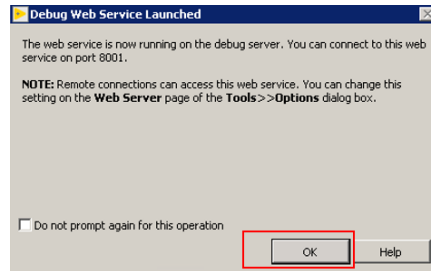 Debug Web Service Launched
The web service is now running on the debug server. You can connect to this web
service on port 8001.
NOTE: Remote connections can access this web service. You can change this
setting on the Web Server page of the Tools>>Options dialog box.
Do not prompt again for this operation
OK
Help